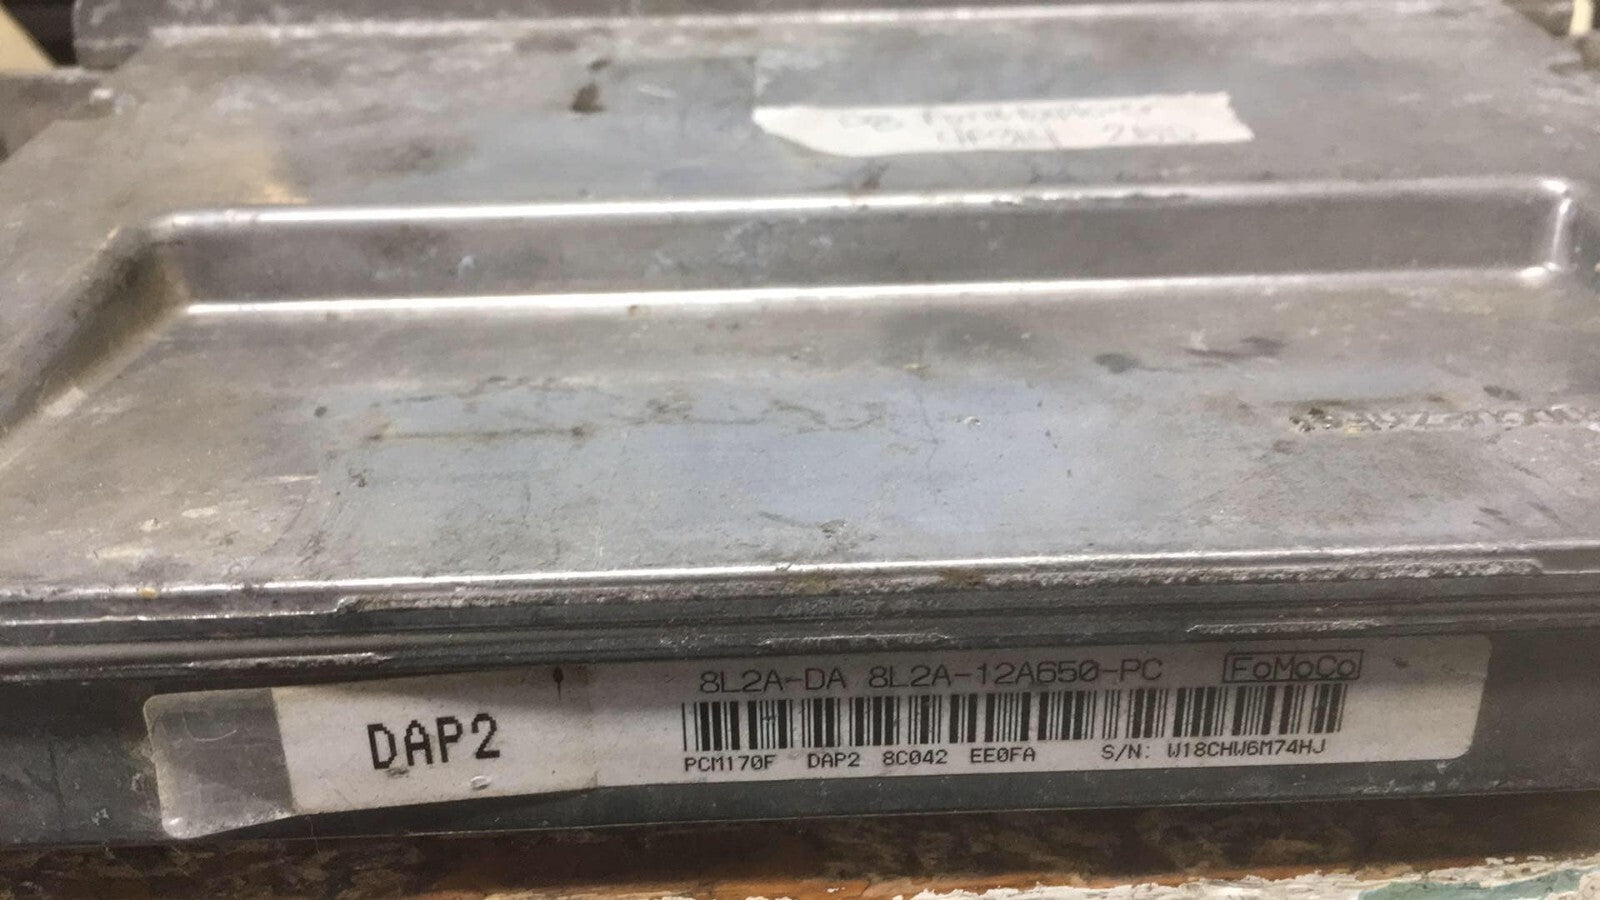 8L2A-DA 8L2A-12A650-PC FoMoCo
DAP2
PCM170F DAP2 8C042 EE0FA S/N: W18CHW6M74HJ